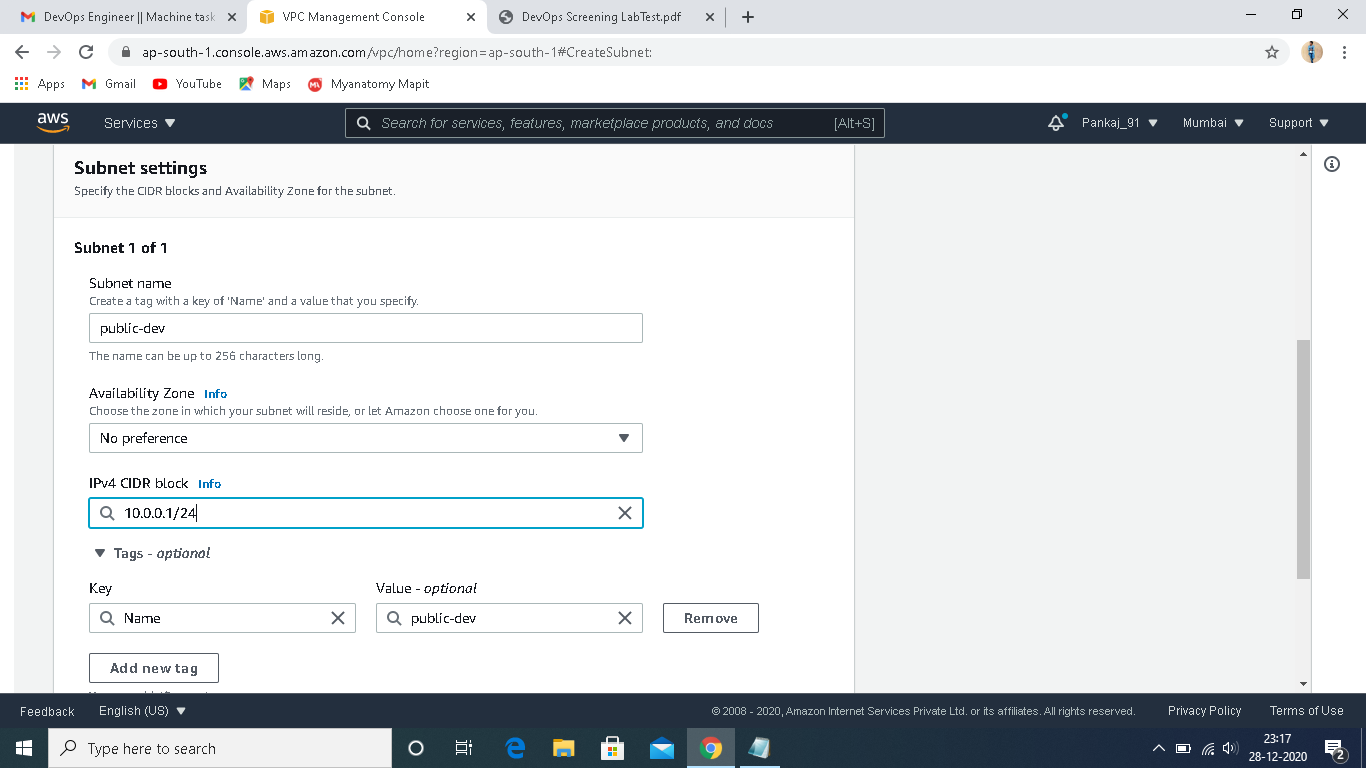 DevOps Engineer || Machine task
VPC Management Console
DevOps Screening LabTest.pdf
ap-south-1.console.aws.amazon.com/vpc/home?region=ap-south-1#CreateSubnet:
Apps
Gmail
YouTube
Maps
Myanatomy Mapit
aws
Services
Search for services, features, marketplace products, and docs
[Alt+S]
Pankaj_91
Mumbai
Support
Subnet settings
Specify the CIDR blocks and Availability Zone for the subnet.
Subnet 1 of 1
Subnet name
Create a tag with a key of 'Name' and a value that you specify.
public-dev
The name can be up to 256 characters long.
Availability Zone Info
Choose the zone in which your subnet will reside, or let Amazon choose one for you.
No preference
IPv4 CIDR block Info
10.0.0.1/24
Tags - optional
Key
Value - optional
Name
public-dev
Remove
Add new tag
Feedback
English (US)
© 2008 - 2020, Amazon Internet Services Private Ltd. or its affiliates. All rights reserved.
Privacy Policy
Terms of Use
Type here to search
23:17
28-12-2020
2